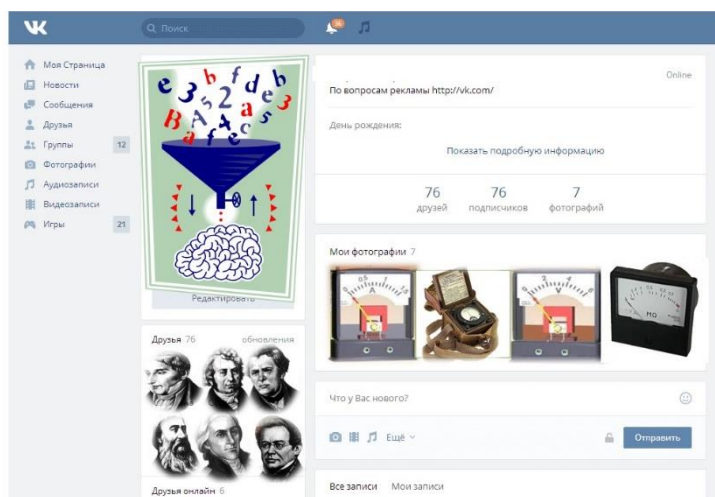 Поиск
36
Моя Страница
Новости
Сообщения
Друзья
Группы 12
Фотографии
Аудиозаписи
Видеозаписи
Игры 21
Редактировать
Друзья 76 обновления
Друзья онлайн 6
Online
По вопросам рекламы http://vk.com/
День рождения:
Показать подробную информацию
76 76 7
друзей подписчиков фотографий
Мои фотографии 7
A
V
MΩ
Что у Вас нового?
Ещё
Отправить
Все записи Мои записи